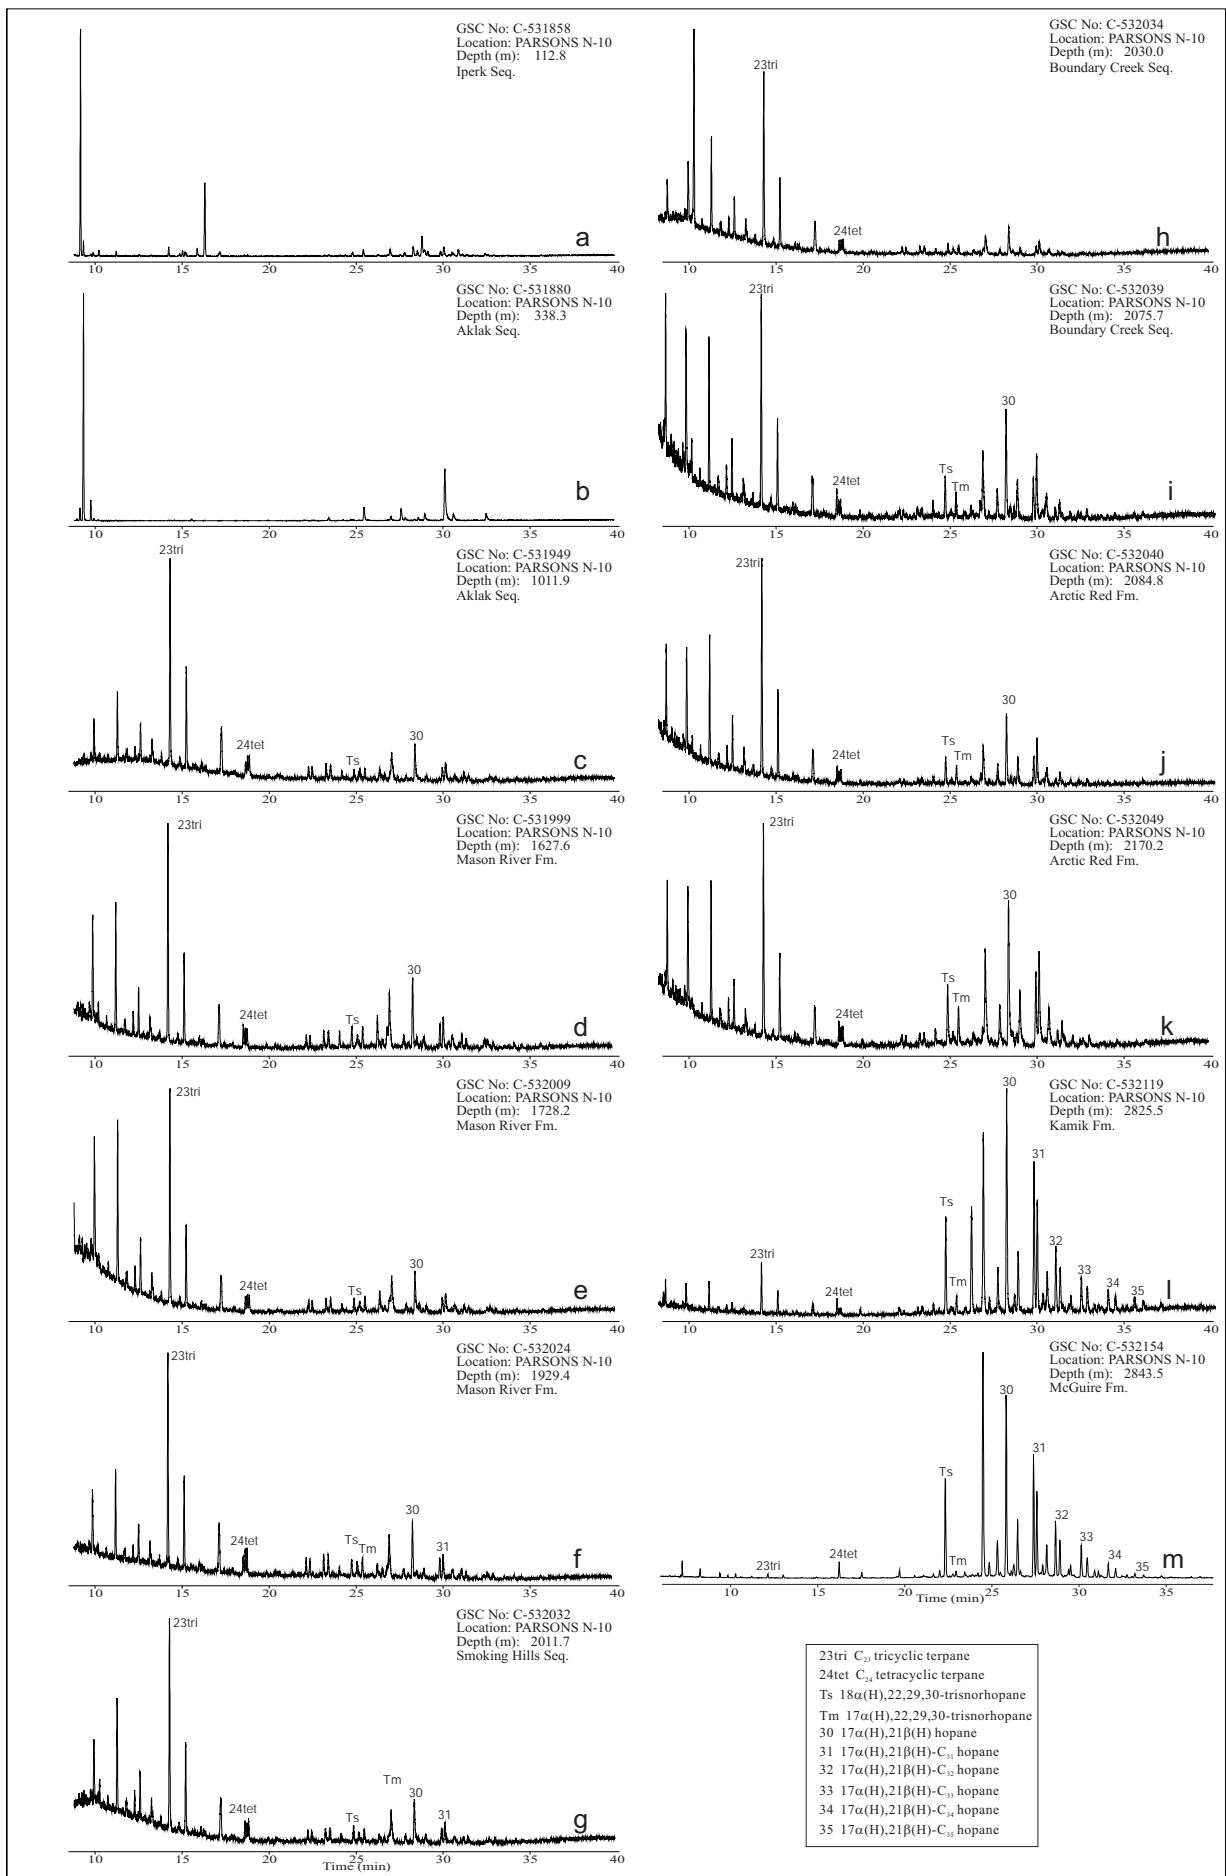 GSC No: C-531858
Location: PARSONS N-10
Depth (m): 112.8
Iperk Seq.
a
10 15 20 25 30 35 40
GSC No: C-531880
Location: PARSONS N-10
Depth (m): 338.3
Aklak Seq.
b
10 15 20 25 30 35 40
GSC No: C-531949
Location: PARSONS N-10
Depth (m): 1011.9
Aklak Seq.
23tri
24tet
Ts
30
c
10 15 20 25 30 35 40
GSC No: C-531999
Location: PARSONS N-10
Depth (m): 1627.6
Mason River Fm.
23tri
24tet
Ts
30
d
10 15 20 25 30 35 40
GSC No: C-532009
Location: PARSONS N-10
Depth (m): 1728.2
Mason River Fm.
23tri
24tet
Ts
30
e
10 15 20 25 30 35 40
GSC No: C-532024
Location: PARSONS N-10
Depth (m): 1929.4
Mason River Fm.
23tri
24tet
Ts
Tm
30
31
f
10 15 20 25 30 35 40
GSC No: C-532032
Location: PARSONS N-10
Depth (m): 2011.7
Smoking Hills Seq.
23tri
24tet
Ts
Tm
30
31
g
10 15 20 25 30 35 40
Time (min)
GSC No: C-532034
Location: PARSONS N-10
Depth (m): 2030.0
Boundary Creek Seq.
23tri
24tet
h
10 15 20 25 30 35 40
GSC No: C-532039
Location: PARSONS N-10
Depth (m): 2075.7
Boundary Creek Seq.
23tri
24tet
Ts
Tm
30
i
10 15 20 25 30 35 40
GSC No: C-532040
Location: PARSONS N-10
Depth (m): 2084.8
Arctic Red Fm.
23tri
24tet
Ts
Tm
30
j
10 15 20 25 30 35 40
GSC No: C-532049
Location: PARSONS N-10
Depth (m): 2170.2
Arctic Red Fm.
23tri
24tet
Ts
Tm
30
k
10 15 20 25 30 35 40
GSC No: C-532119
Location: PARSONS N-10
Depth (m): 2825.5
Kamik Fm.
23tri
24tet
Ts
Tm
30
31
32
33
34
35
l
10 15 20 25 30 35 40
GSC No: C-532154
Location: PARSONS N-10
Depth (m): 2843.5
McGuire Fm.
23tri
24tet
Ts
Tm
30
31
32
33
34
35
m
10 15 20 25 30 35
Time (min)
23tri C₂₃ tricyclic terpane
24tet C₂₄ tetracyclic terpane
Ts 18α(H),22,29,30-trisnorhopane
Tm 17α(H),22,29,30-trisnorhopane
30 17α(H),21β(H) hopane
31 17α(H),21β(H)-C₃₁ hopane
32 17α(H),21β(H)-C₃₂ hopane
33 17α(H),21β(H)-C₃₃ hopane
34 17α(H),21β(H)-C₃₄ hopane
35 17α(H),21β(H)-C₃₅ hopane